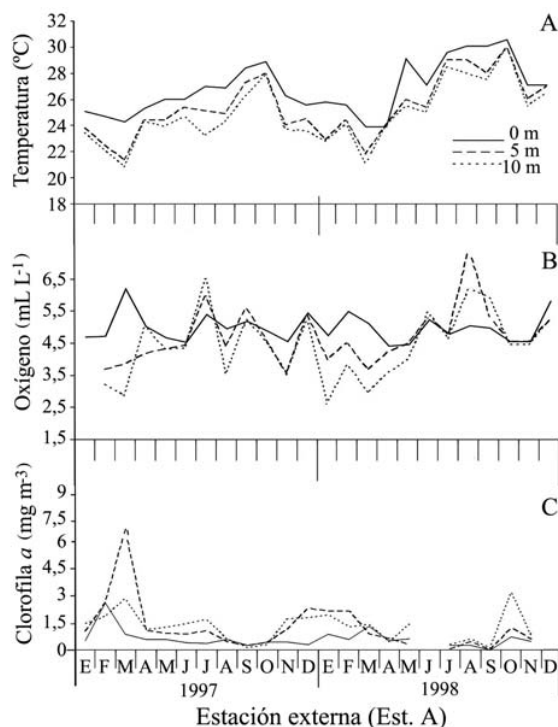 A
Temperatura (ºC)
32
30
28
26
24
22
20
18
0 m
5 m
10 m
B
Oxígeno (mL L-1)
6,5
5,5
4,5
3,5
2,5
1,5
C
Clorofila a (mg m-3)
9
7,5
6
4,5
3
1,5
0
E F M A M J J A S O N D E F M A M J J A S O N D
1997 1998
Estación externa (Est. A)